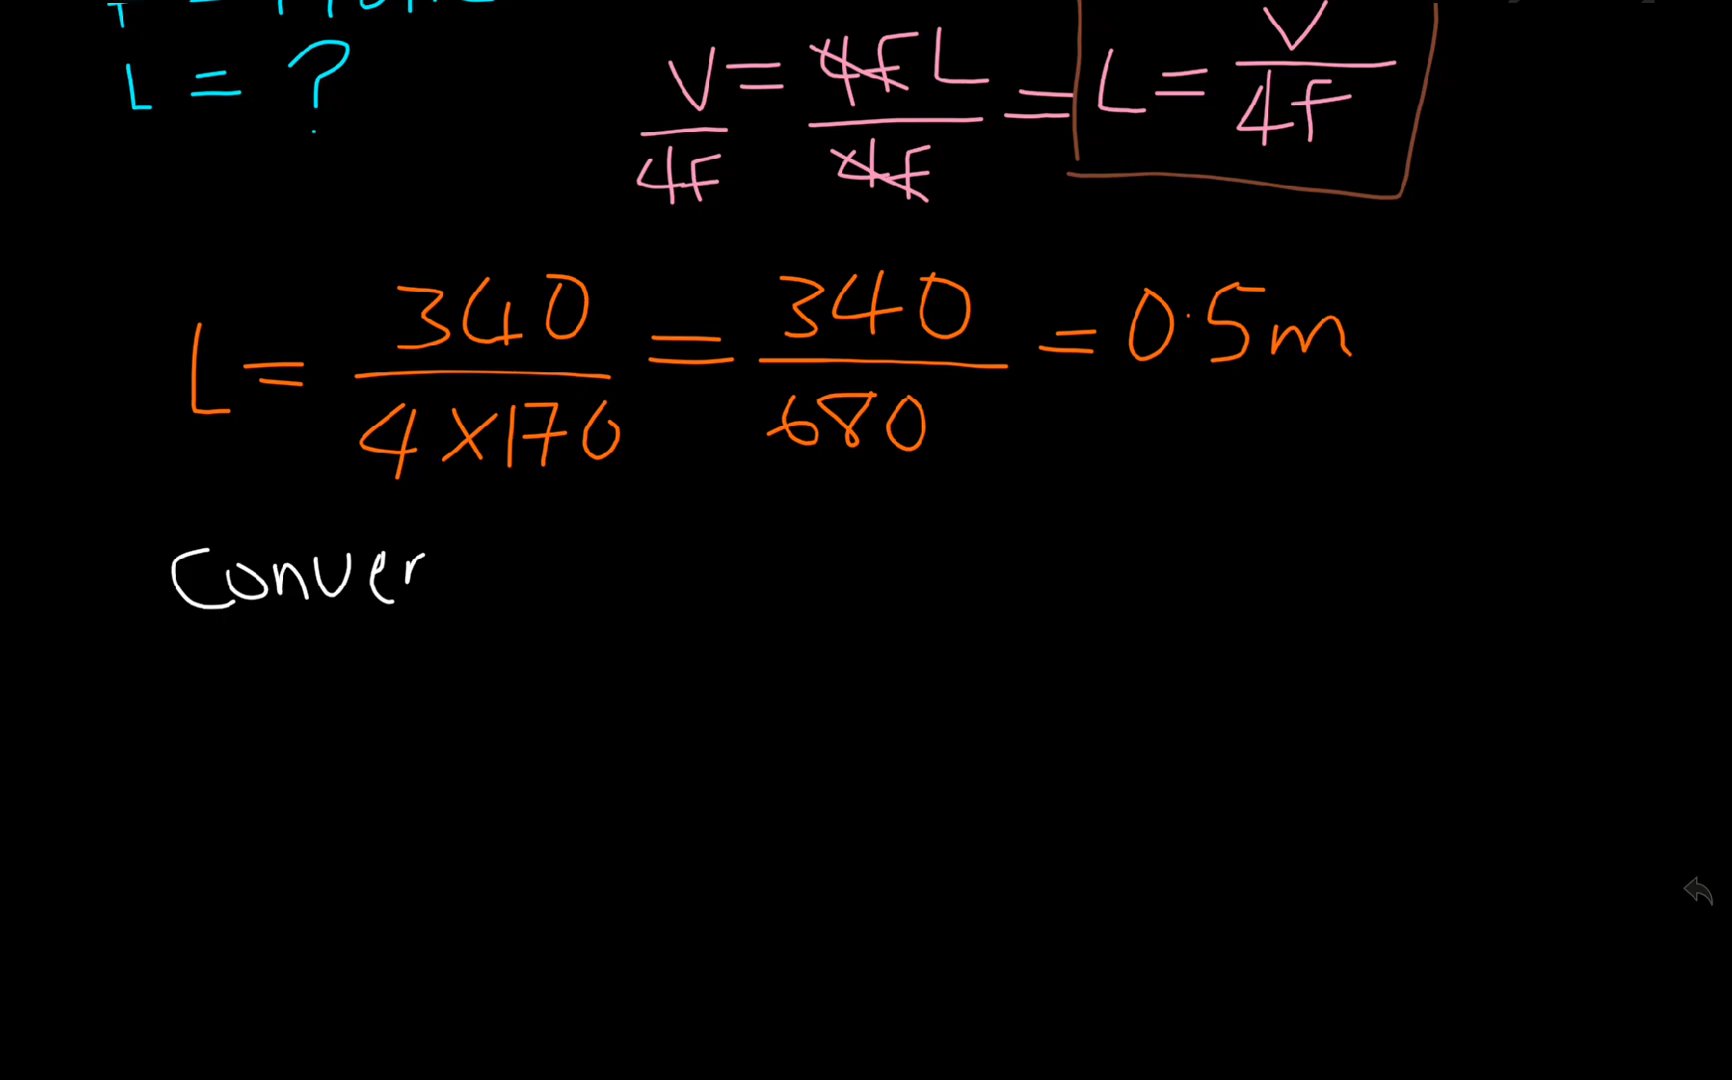 L = ?
V/4F = 4FL/4F = L = V/4F
L = 340/4×170 = 340/680 = 0.5m
Conver